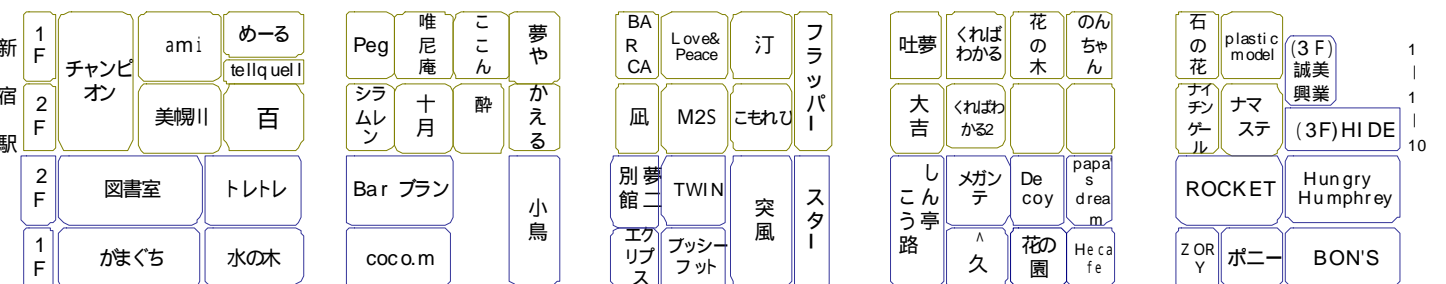 新宿駅
1F
チャンピオン
ami
めーる
tellquell
2F
美幌川
百
Peg
唯尼庵
ここん
夢や
シラムレン
十月
酔
かえる
BAR CA
Love& Peace
汀
フラッパー
凪
M2S
こもれび
吐夢
くればわかる
花の木
のんちゃん
大吉
くればわかる2
石の花
plastic model
(3F)誠美興業
ナイチンゲール
ナマステ
(3F)HIDE
1|1|10
2F
図書室
トレトレ
Bar ブラン
小鳥
別館夢二
TWIN
突風
スター
しん亭こう路
メガンテ
Decoy
papa's dream
ROCKET
Hungry Humphrey
1F
がまぐち
水の木
coco.m
エクリプス
プッシーフット
久
花の園
Hecafe
ZORY
ポニー
BON'S